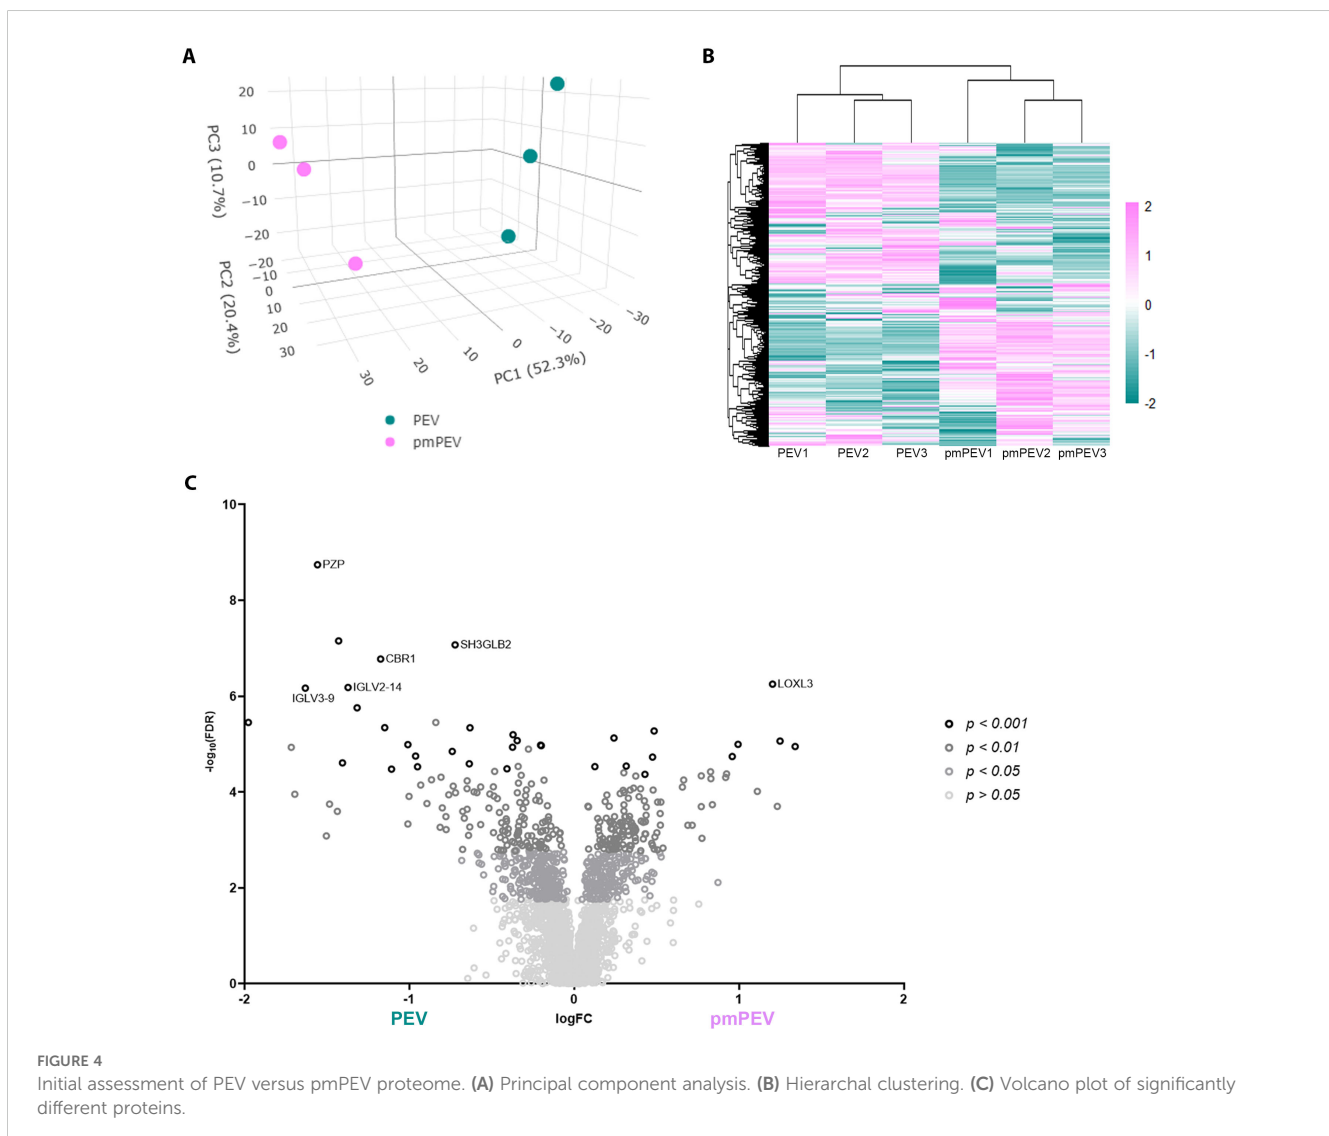 A
PC3 (10.7%)
20
10
0
−10
−20
PC2 (20.4%)
−20
−10
0
10
20
30
30
20
10
0
−10
−20
−30
PC1 (52.3%)
PEV
pmPEV
B
2
1
0
-1
-2
PEV1 PEV2 PEV3 pmPEV1 pmPEV2 pmPEV3
C
-log10(FDR)
10
8
6
4
2
0
PZP
SH3GLB2
CBR1
IGLV2-14
IGLV3-9
LOXL3
p < 0.001
p < 0.01
p < 0.05
p > 0.05
-2 -1 0 1 2
PEV logFC pmPEV
FIGURE 4
Initial assessment of PEV versus pmPEV proteome. (A) Principal component analysis. (B) Hierarchal clustering. (C) Volcano plot of significantly
different proteins.